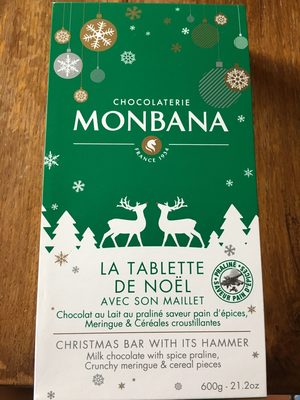 CHOCOLATERIE
MONBANA
FRANCE 1934
LA TABLETTE
DE NOËL
AVEC SON MAILLET
PRALINÉ
SAVEUR PAIN D'ÉPICES
Chocolat au Lait au praliné saveur pain d'épices,
Meringue & Céréales croustillantes
CHRISTMAS BAR WITH ITS HAMMER
Milk chocolate with spice praline,
Crunchy meringue & cereal pieces
600g - 21.2oz